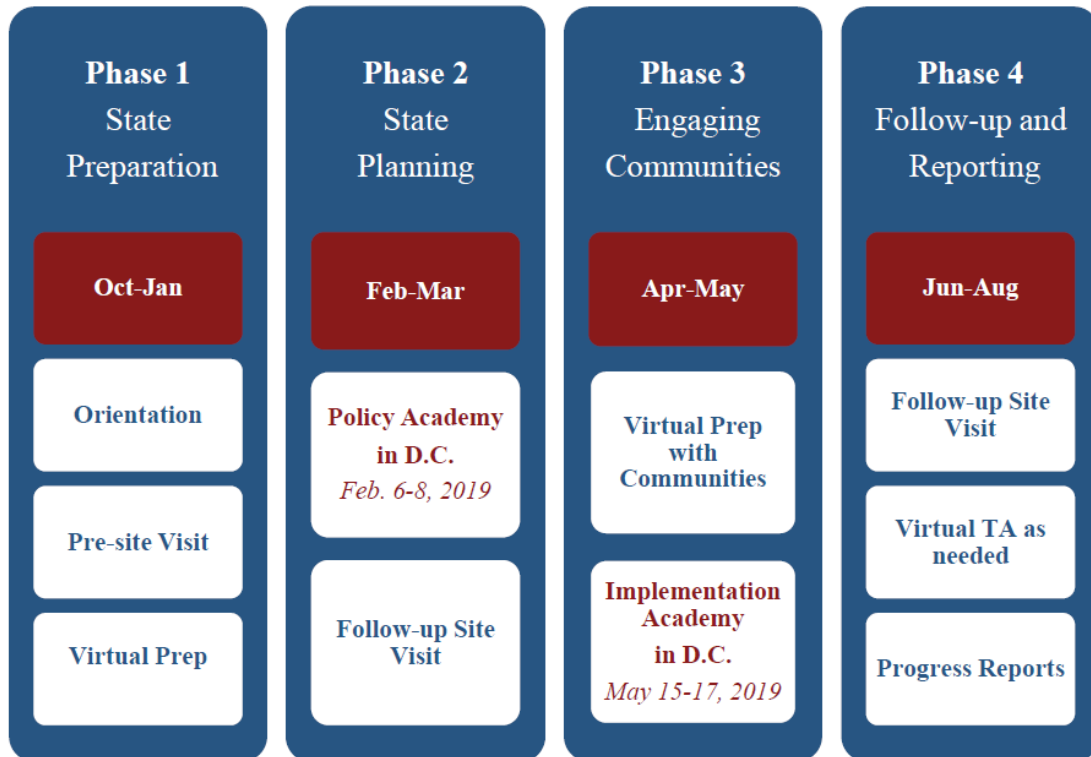 Phase 1
State
Preparation
Oct-Jan
Orientation
Pre-site Visit
Virtual Prep
Phase 2
State
Planning
Feb-Mar
Policy Academy
in D.C.
Feb. 6-8, 2019
Follow-up Site
Visit
Phase 3
Engaging
Communities
Apr-May
Virtual Prep
with
Communities
Implementation
Academy
in D.C.
May 15-17, 2019
Phase 4
Follow-up and
Reporting
Jun-Aug
Follow-up Site
Visit
Virtual TA as
needed
Progress Reports